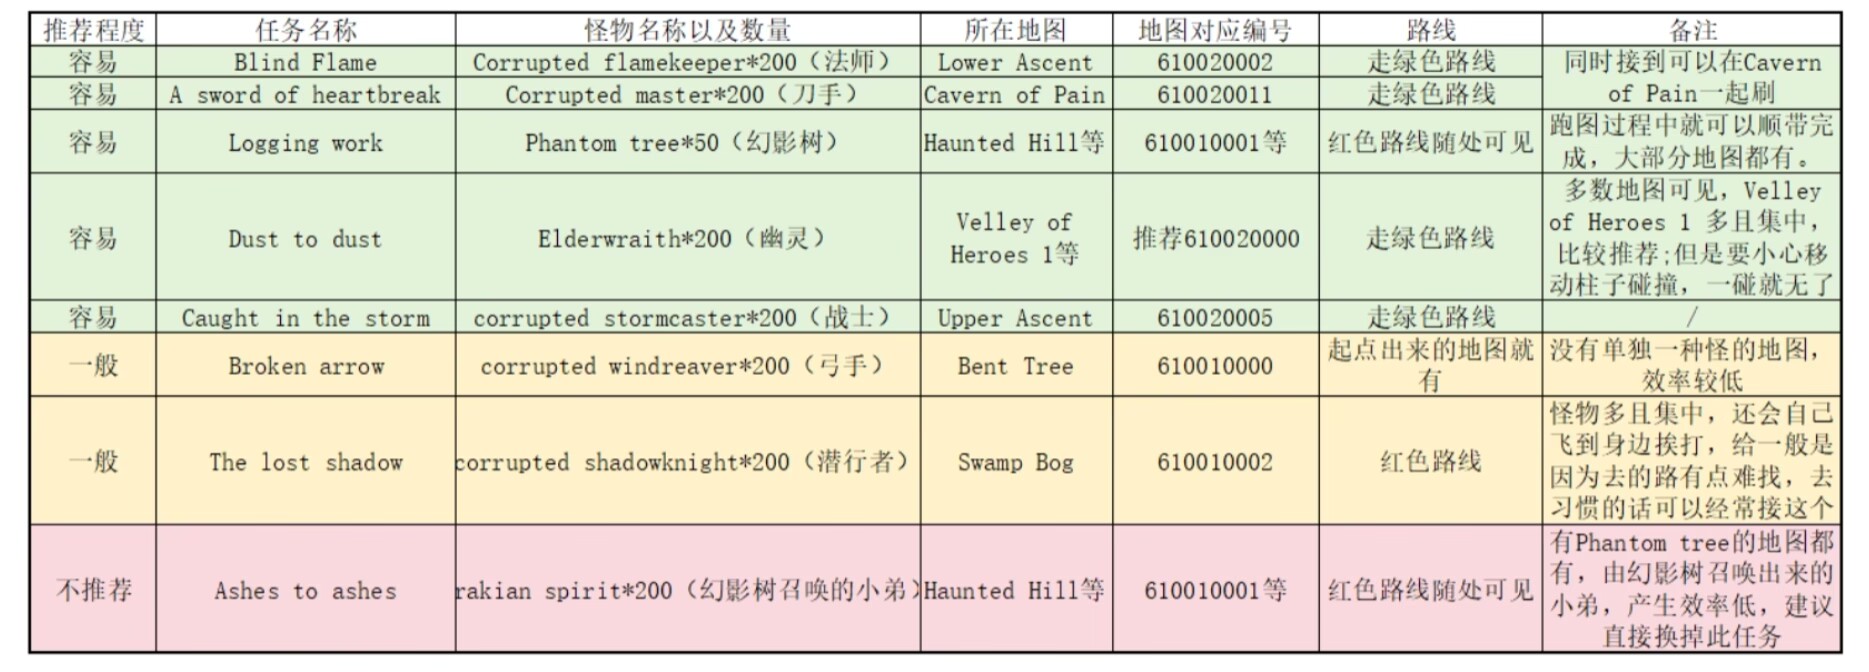 推荐程度 任务名称 怪物名称以及数量 所在地图 地图对应编号 路线 备注
容易 Blind Flame Corrupted flamekeeper*200（法师） Lower Ascent 610020002 走绿色路线 同时接到可以在Cavern
容易 A sword of heartbreak Corrupted master*200（刀手） Cavern of Pain 610020011 走绿色路线 of Pain一起刷
容易 Logging work Phantom tree*50（幻影树） Haunted Hill等 610010001等 红色路线随处可见 跑图过程中就可以顺带完
成，大部分地图都有。
容易 Dust to dust Elderwraith*200（幽灵） Velley of
Heroes 1等 推荐610020000 走绿色路线 多数地图可见，Velley
of Heroes 1 多且集中，
比较推荐;但是要小心移
动柱子碰撞，一碰就无了
容易 Caught in the storm corrupted stormcaster*200（战士） Upper Ascent 610020005 走绿色路线 /
一般 Broken arrow corrupted windreaver*200（弓手） Bent Tree 610010000 起点出来的地图就
有 没有单独一种怪的地图，
效率较低
一般 The lost shadow corrupted shadowknight*200（潜行者） Swamp Bog 610010002 红色路线 怪物多且集中，还会自己
飞到身边挨打，给一般是
因为去的路有点难找，去
习惯的话可以经常接这个
不推荐 Ashes to ashes rakian spirit*200（幻影树召唤的小弟） Haunted Hill等 610010001等 红色路线随处可见 有Phantom tree的地图都
有，由幻影树召唤出来的
小弟，产生效率低，建议
直接换掉此任务